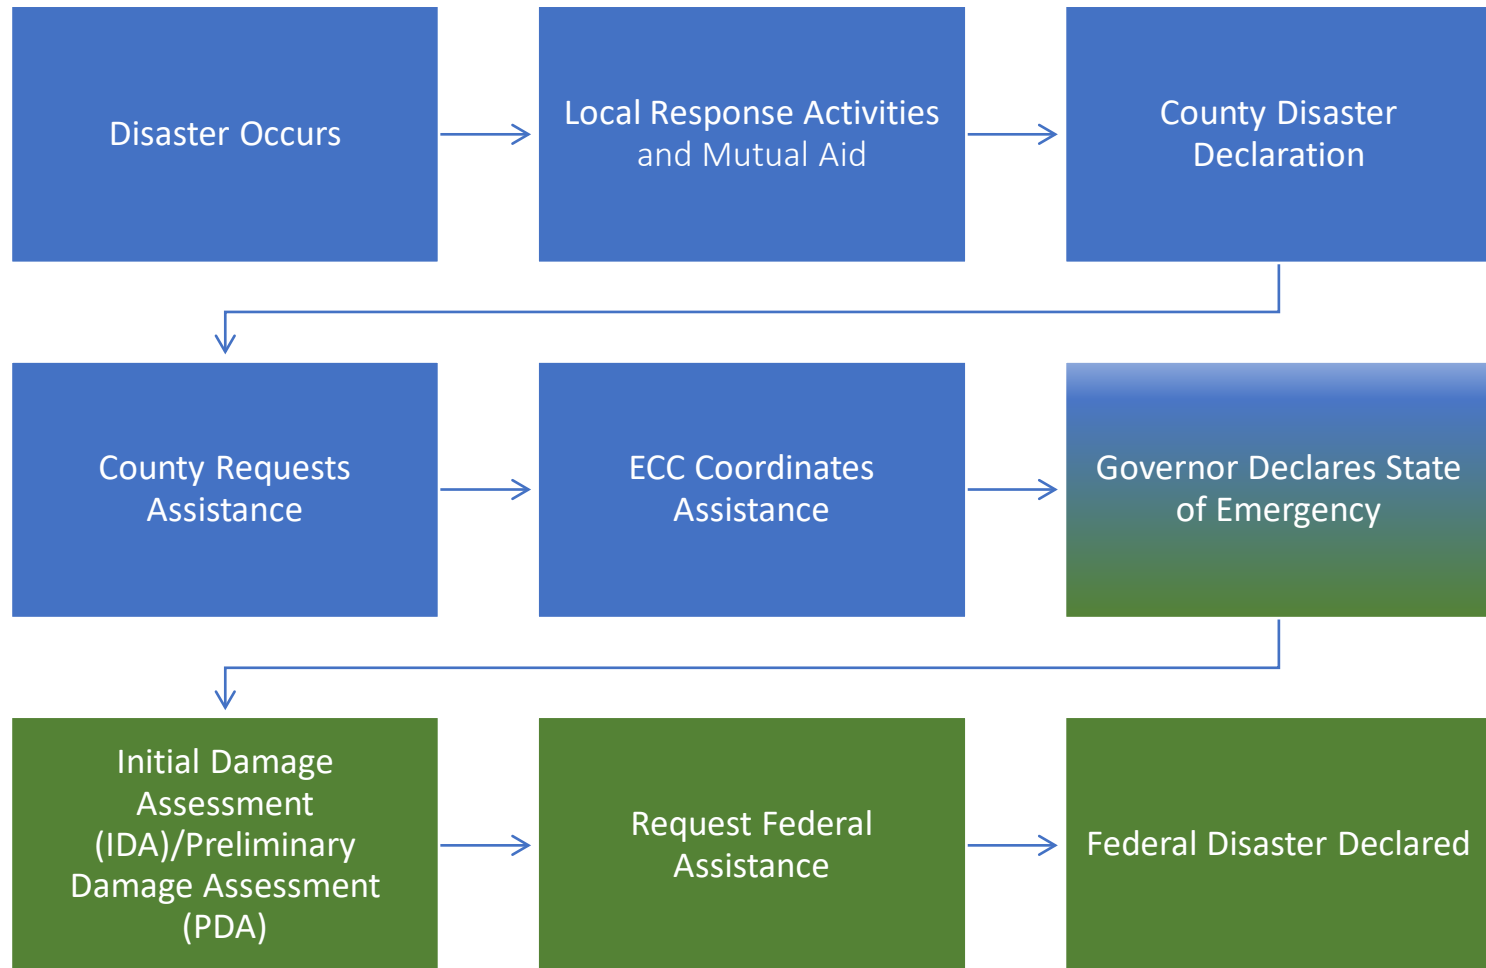 Disaster Occurs
Local Response Activities
and Mutual Aid
County Disaster
Declaration
County Requests
Assistance
ECC Coordinates
Assistance
Governor Declares State
of Emergency
Initial Damage
Assessment
(IDA)/Preliminary
Damage Assessment
(PDA)
Request Federal
Assistance
Federal Disaster Declared